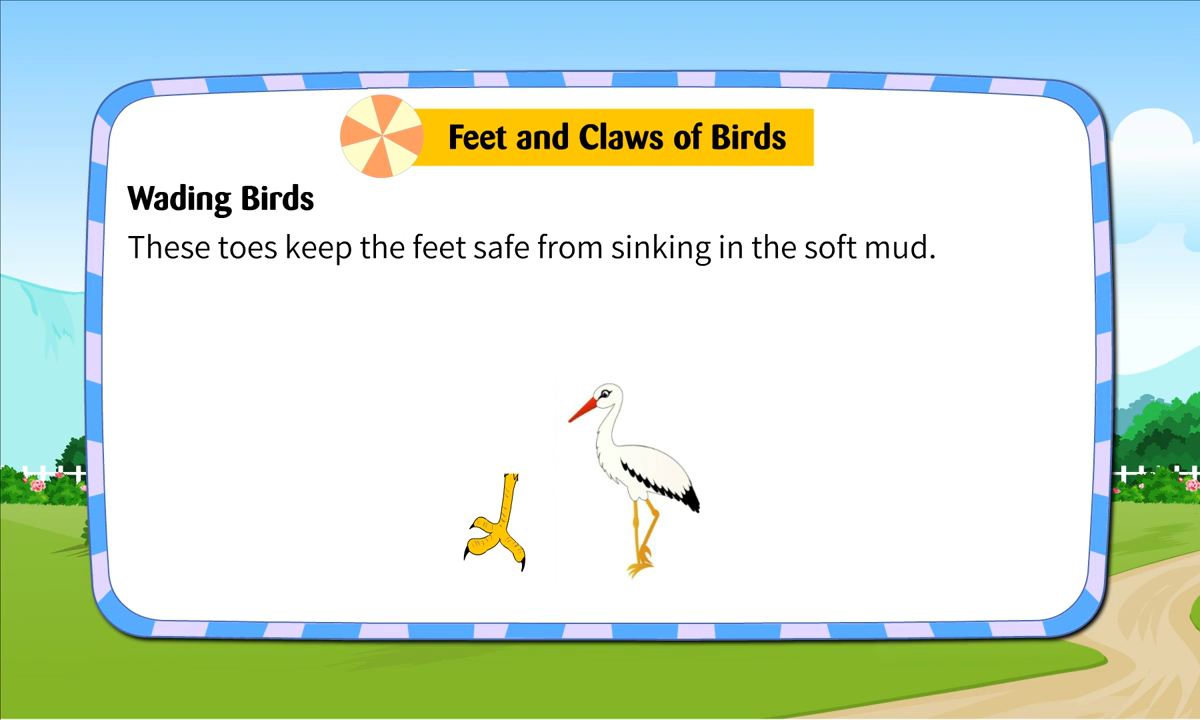 Feet and Claws of Birds
Wading Birds
These toes keep the feet safe from sinking in the soft mud.